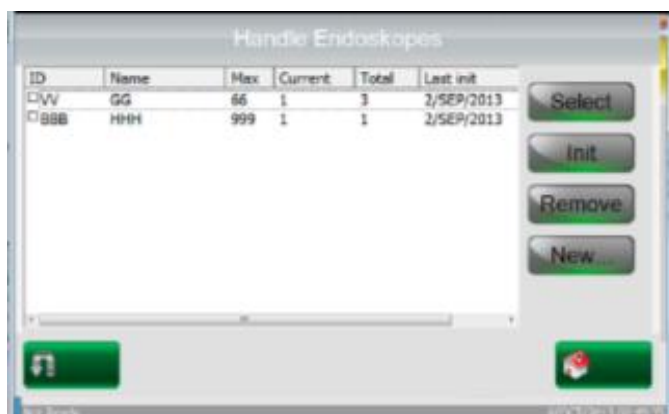 Handle Endoskopes
ID Name Max Current Total Last init
VV GG 66 1 3 2/SEP/2013
BBB HHH 999 1 1 2/SEP/2013
Select
Init
Remove
New...